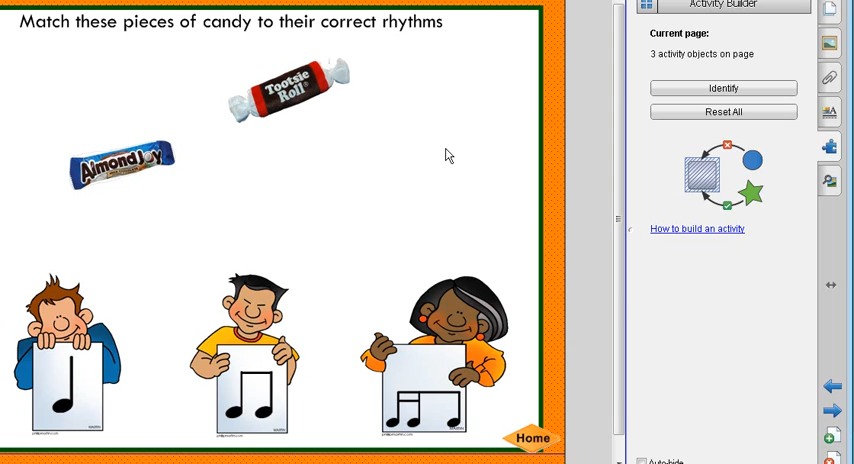 Match these pieces of candy to their correct rhythms
Tootsie
Roll
Almond Joy
Home
Activity Builder
Current page:
3 activity objects on page
Identify
Reset All
How to build an activity
Auto-hide